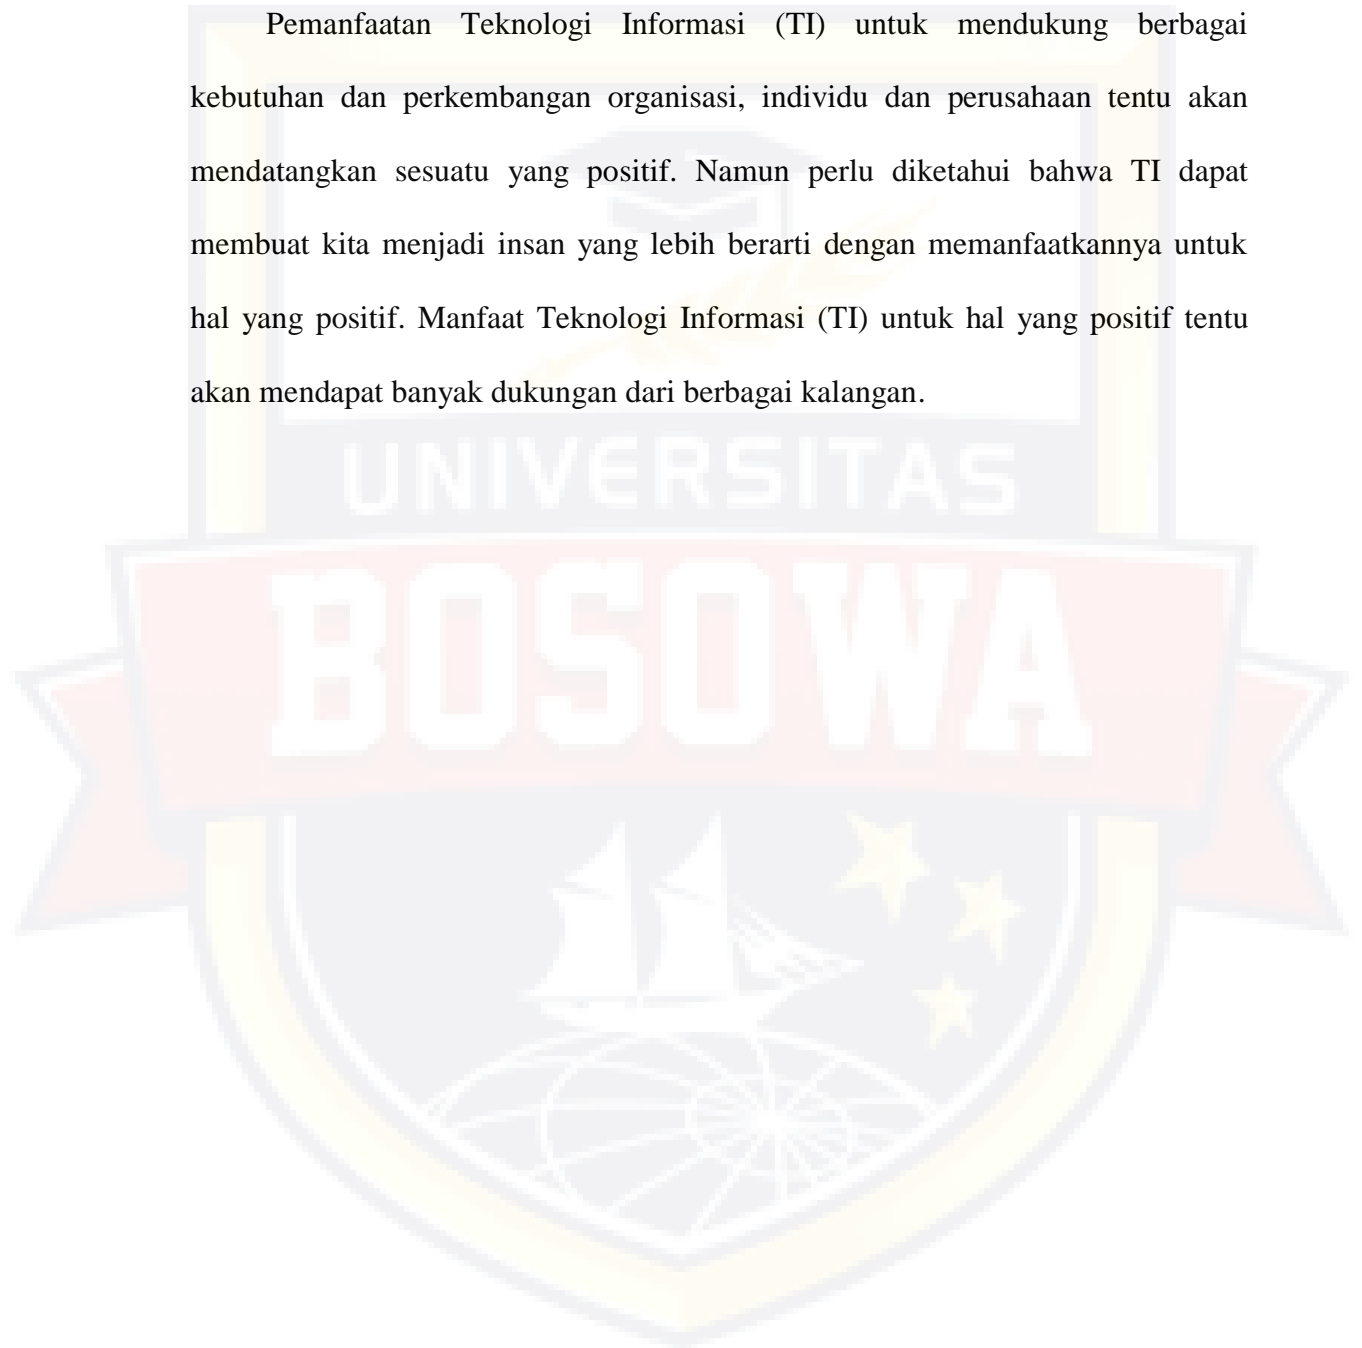 Pemanfaatan Teknologi Informasi (TI) untuk mendukung berbagai
kebutuhan dan perkembangan organisasi, individu dan perusahaan tentu akan
mendatangkan sesuatu yang positif. Namun perlu diketahui bahwa TI dapat
membuat kita menjadi insan yang lebih berarti dengan memanfaatkannya untuk
hal yang positif. Manfaat Teknologi Informasi (TI) untuk hal yang positif tentu
akan mendapat banyak dukungan dari berbagai kalangan.
UNIVERSITAS
BOSOWA